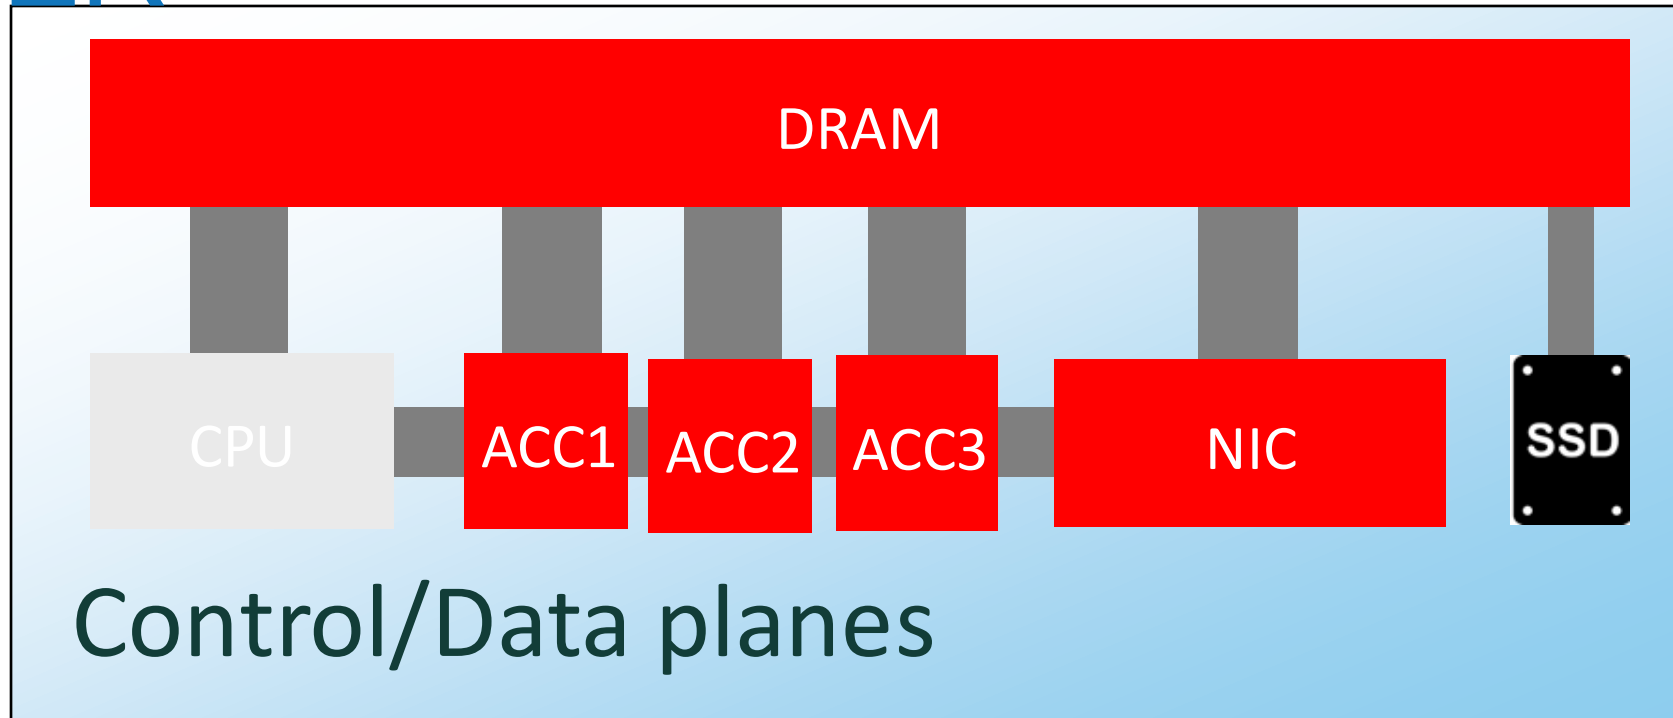 DRAM
CPU
ACC1
ACC2
ACC3
NIC
SSD
Control/Data planes